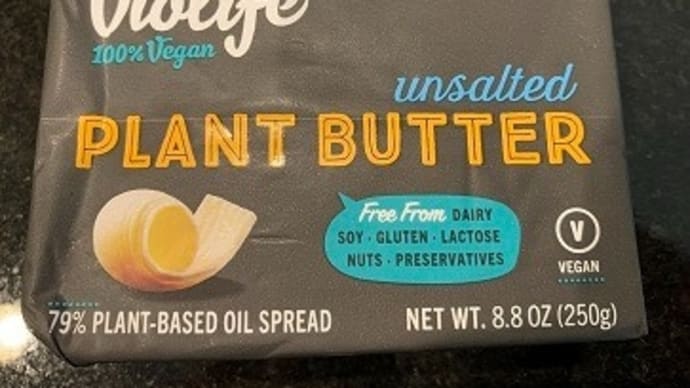 Violife
100% Vegan
unsalted
PLANT BUTTER
Free From DAIRY
SOY · GLUTEN · LACTOSE
NUTS · PRESERVATIVES
V
VEGAN
79% PLANT-BASED OIL SPREAD
NET WT. 8.8 OZ (250g)